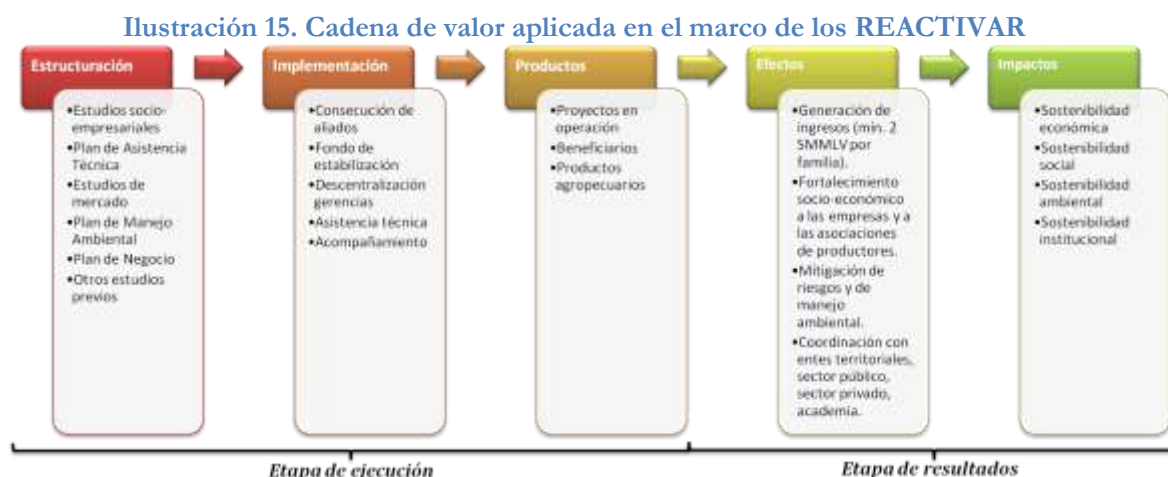 Ilustración 15. Cadena de valor aplicada en el marco de los REACTIVAR
Estructuración
•Estudios socio-
empresariales
•Plan de Asistencia
Técnica
•Estudios de
mercado
•Plan de Manejo
Ambiental
•Plan de Negocio
•Otros estudios
previos
Implementación
•Consecución de
aliados
•Fondo de
estabilización
•Descentralización
gerencias
•Asistencia técnica
•Acompañamiento
Productos
•Proyectos en
operación
•Beneficiarios
•Productos
agropecuarios
Efectos
•Generación de
ingresos (min. 2
SMMLV por
familia).
•Fortalecimiento
socio-económico
a las empresas y a
las asociaciones
de productores.
•Mitigación de
riesgos y de
manejo
ambiental.
•Coordinación con
entes territoriales,
sector público,
sector privado,
academia.
Impactos
•Sostenibilidad
económica
•Sostenibilidad
social
•Sostenibilidad
ambiental
•Sostenibilidad
institucional
Etapa de ejecución
Etapa de resultados